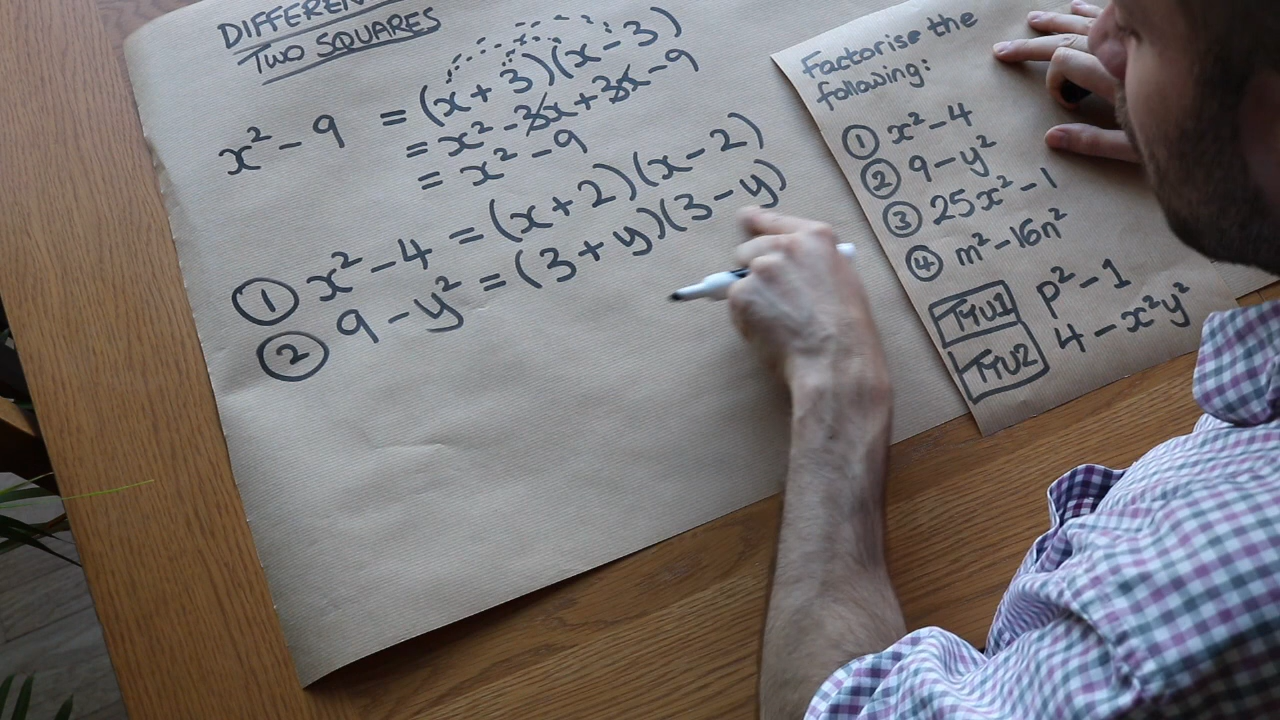 DIFFEREN
TWO SQUARES
x² - 9 = (x + 3)(x - 3)
= x² - 3x + 3x - 9
= x² - 9
① x² - 4 = (x + 2)(x - 2)
② 9 - y² = (3 + y)(3 - y)
Factorise the
following:
① x² - 4
② 9 - y²
③ 25x² - 1
④ m² - 16n²
TYU1 p² - 1
TYU2 4 - x²y²